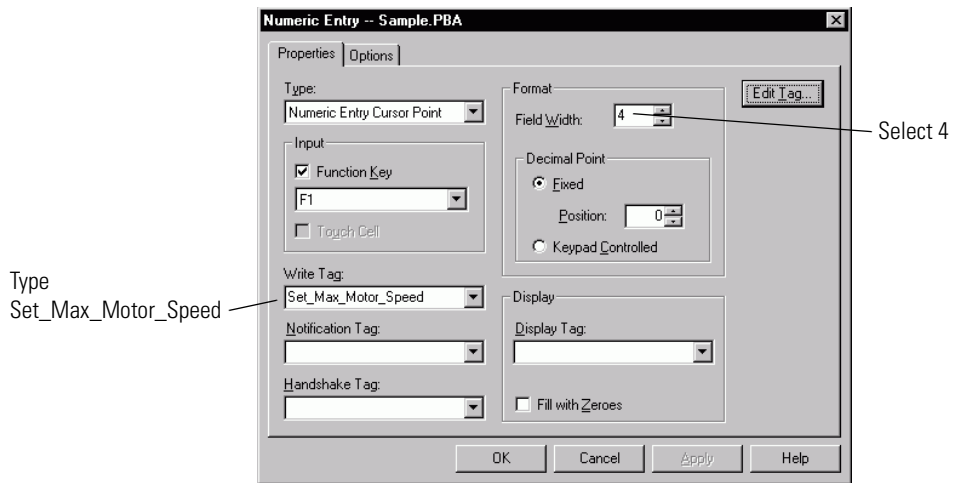 Numeric Entry -- Sample.PBA
Properties
Options
Type:
Numeric Entry Cursor Point
Input
Function Key
F1
Touch Cell
Write Tag:
Set_Max_Motor_Speed
Notification Tag:
Handshake Tag:
Format
Field Width:
4
Decimal Point
Fixed
Position:
0
Keypad Controlled
Display
Display Tag:
Fill with Zeroes
Edit Tag...
OK
Cancel
Apply
Help
Select 4
Type
Set_Max_Motor_Speed